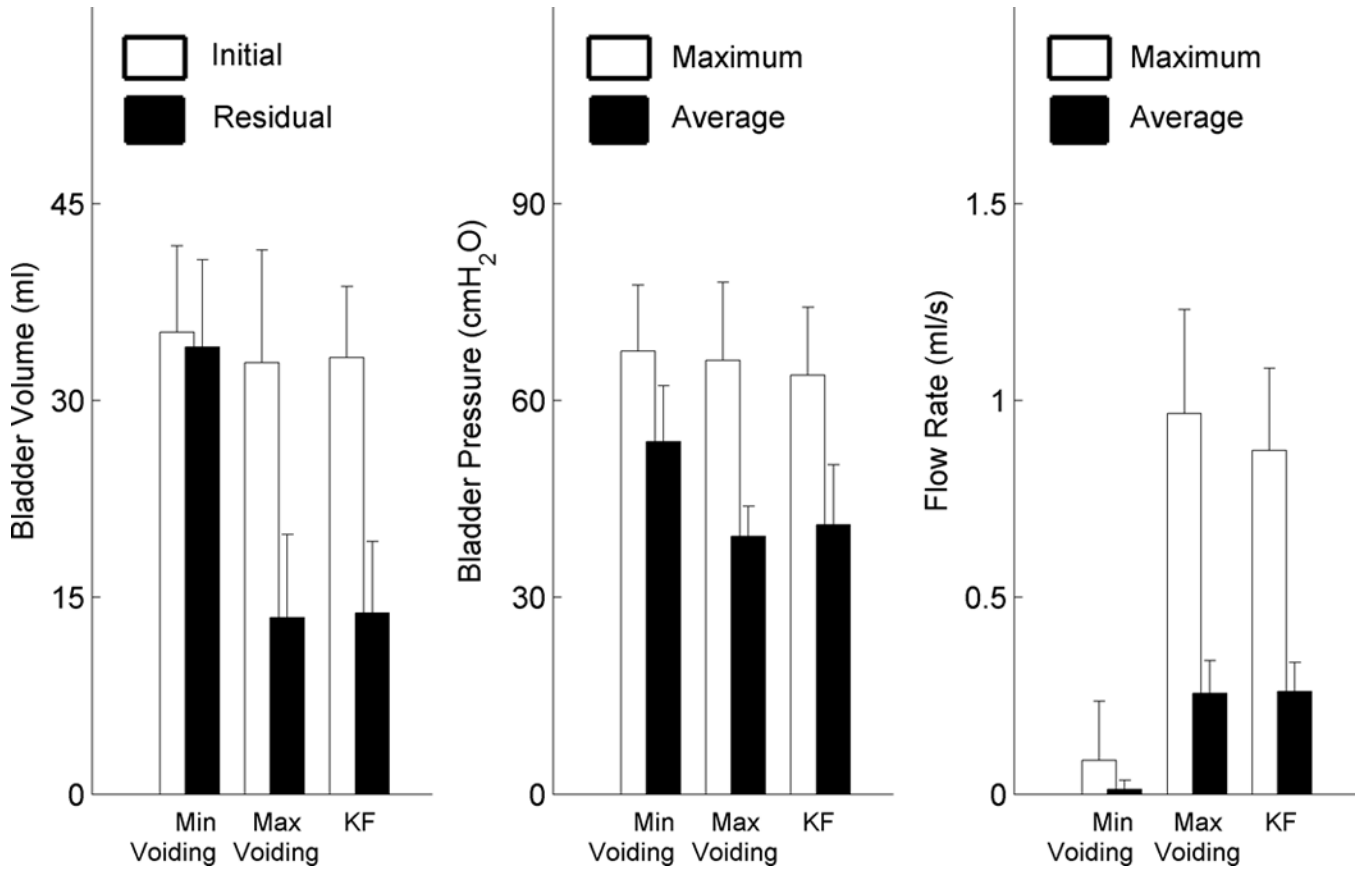 Initial
Residual
Bladder Volume (ml)
45
30
15
0
Min Voiding
Max Voiding
KF
Maximum
Average
Bladder Pressure (cmH₂O)
90
60
30
0
Min Voiding
Max Voiding
KF
Maximum
Average
Flow Rate (ml/s)
1.5
1
0.5
0
Min Voiding
Max Voiding
KF